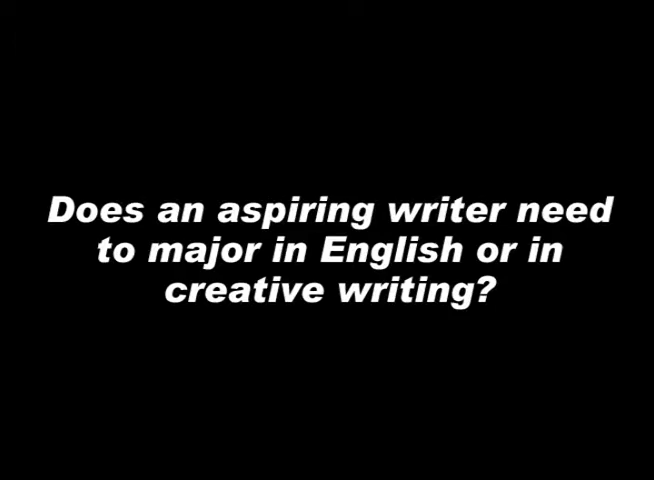 Does an aspiring writer need
to major in English or in
creative writing?